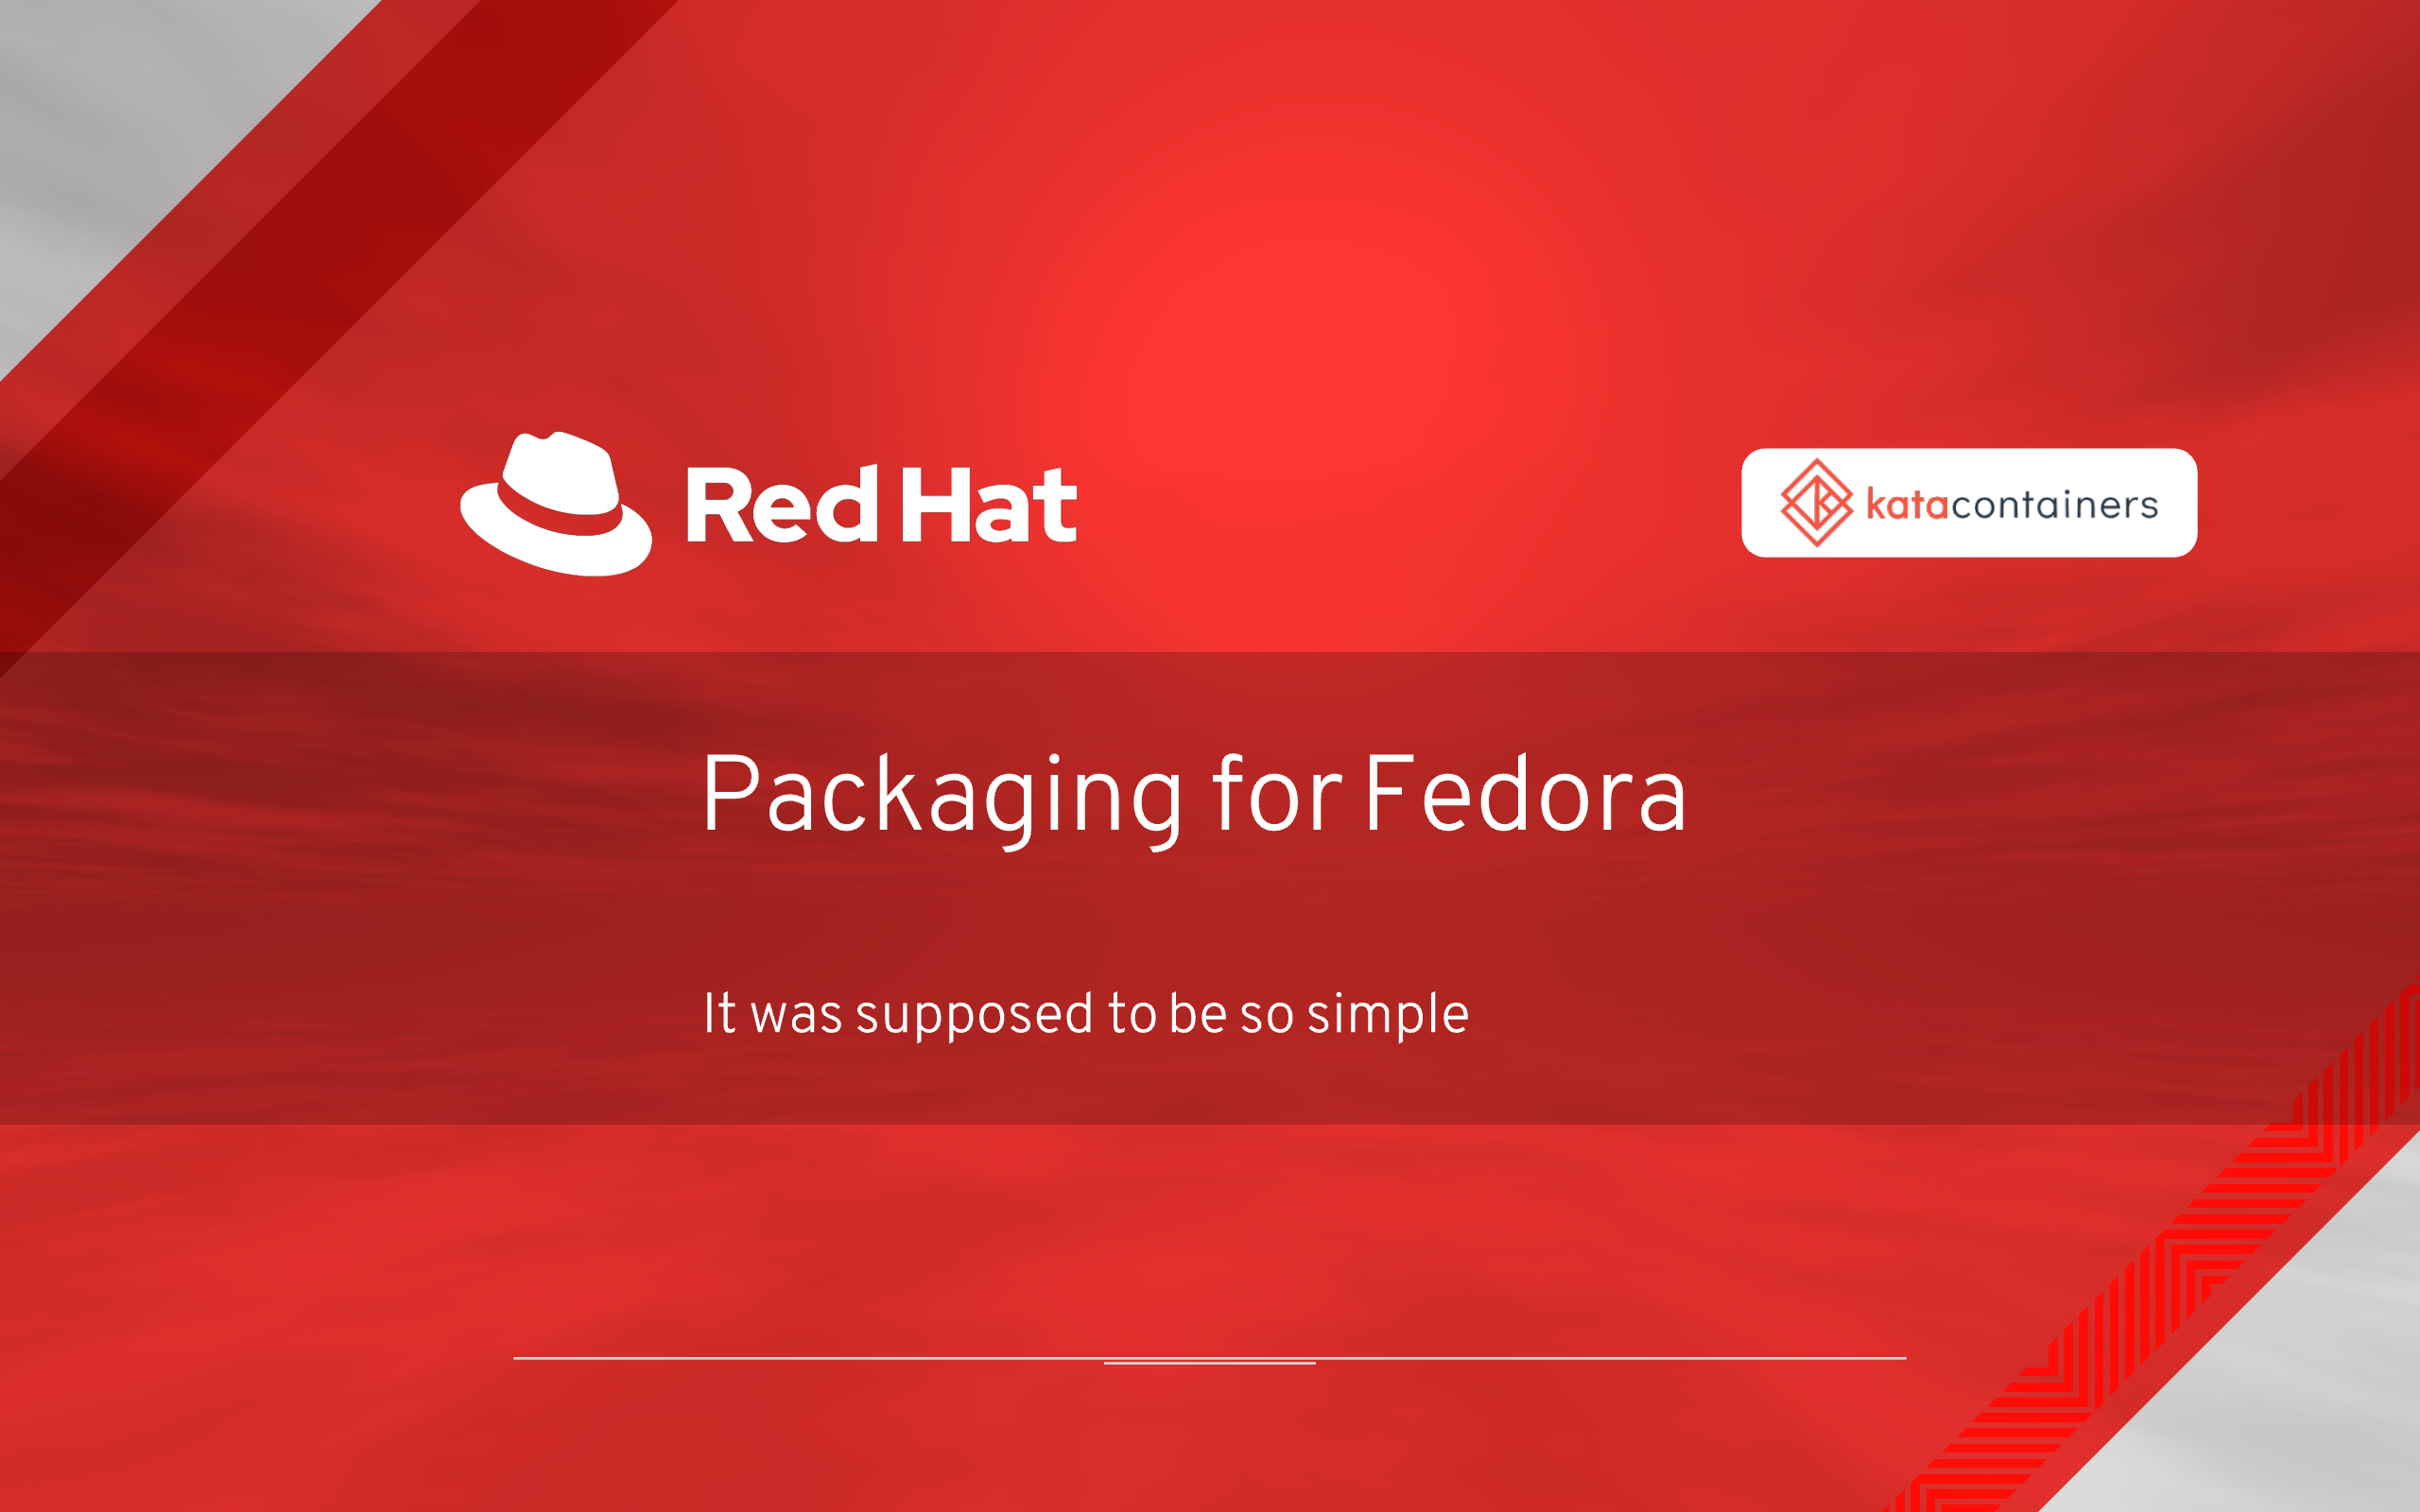 Red Hat
katacontainers
Packaging for Fedora
It was supposed to be so simple